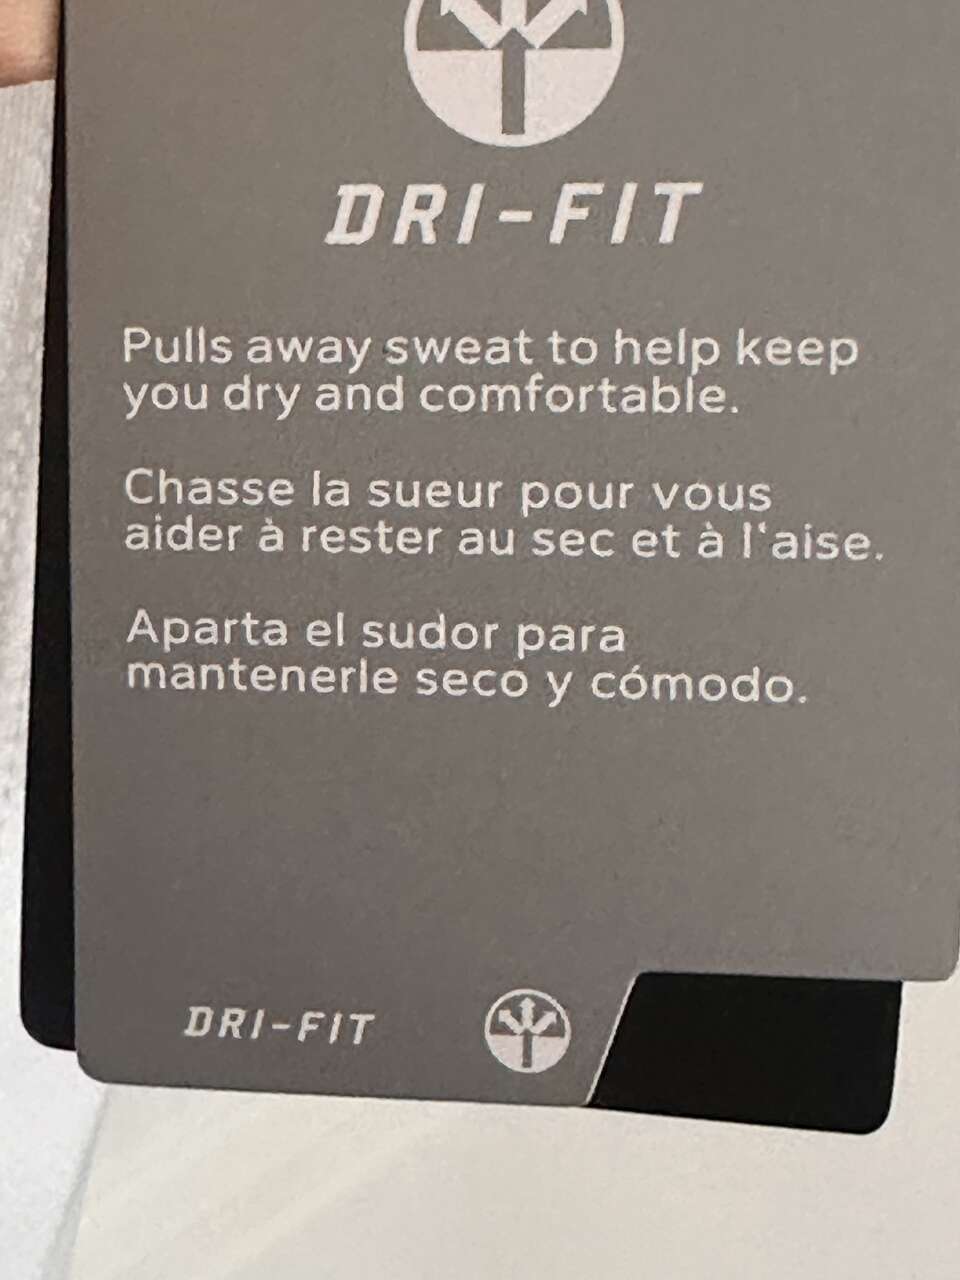 DRI-FIT
Pulls away sweat to help keep
you dry and comfortable.
Chasse la sueur pour vous
aider à rester au sec et à l'aise.
Aparta el sudor para
mantenerle seco y cómodo.
DRI-FIT